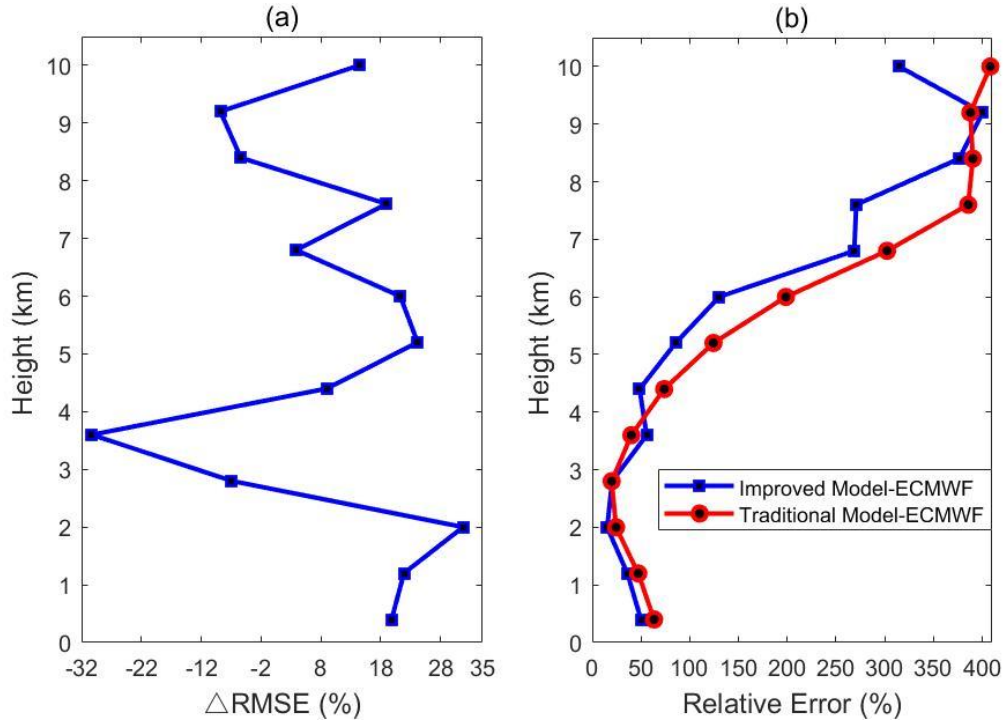 (a)
10
9
8
7
6
5
4
3
2
1
0
Height (km)
-32 -22 -12 -2 8 18 35
△RMSE (%)
(b)
10
9
8
7
6
5
4
3
2
1
0
Height (km)
Improved Model-ECMWF
Traditional Model-ECMWF
0 50 100 150 200 250 300 350 400
Relative Error (%)